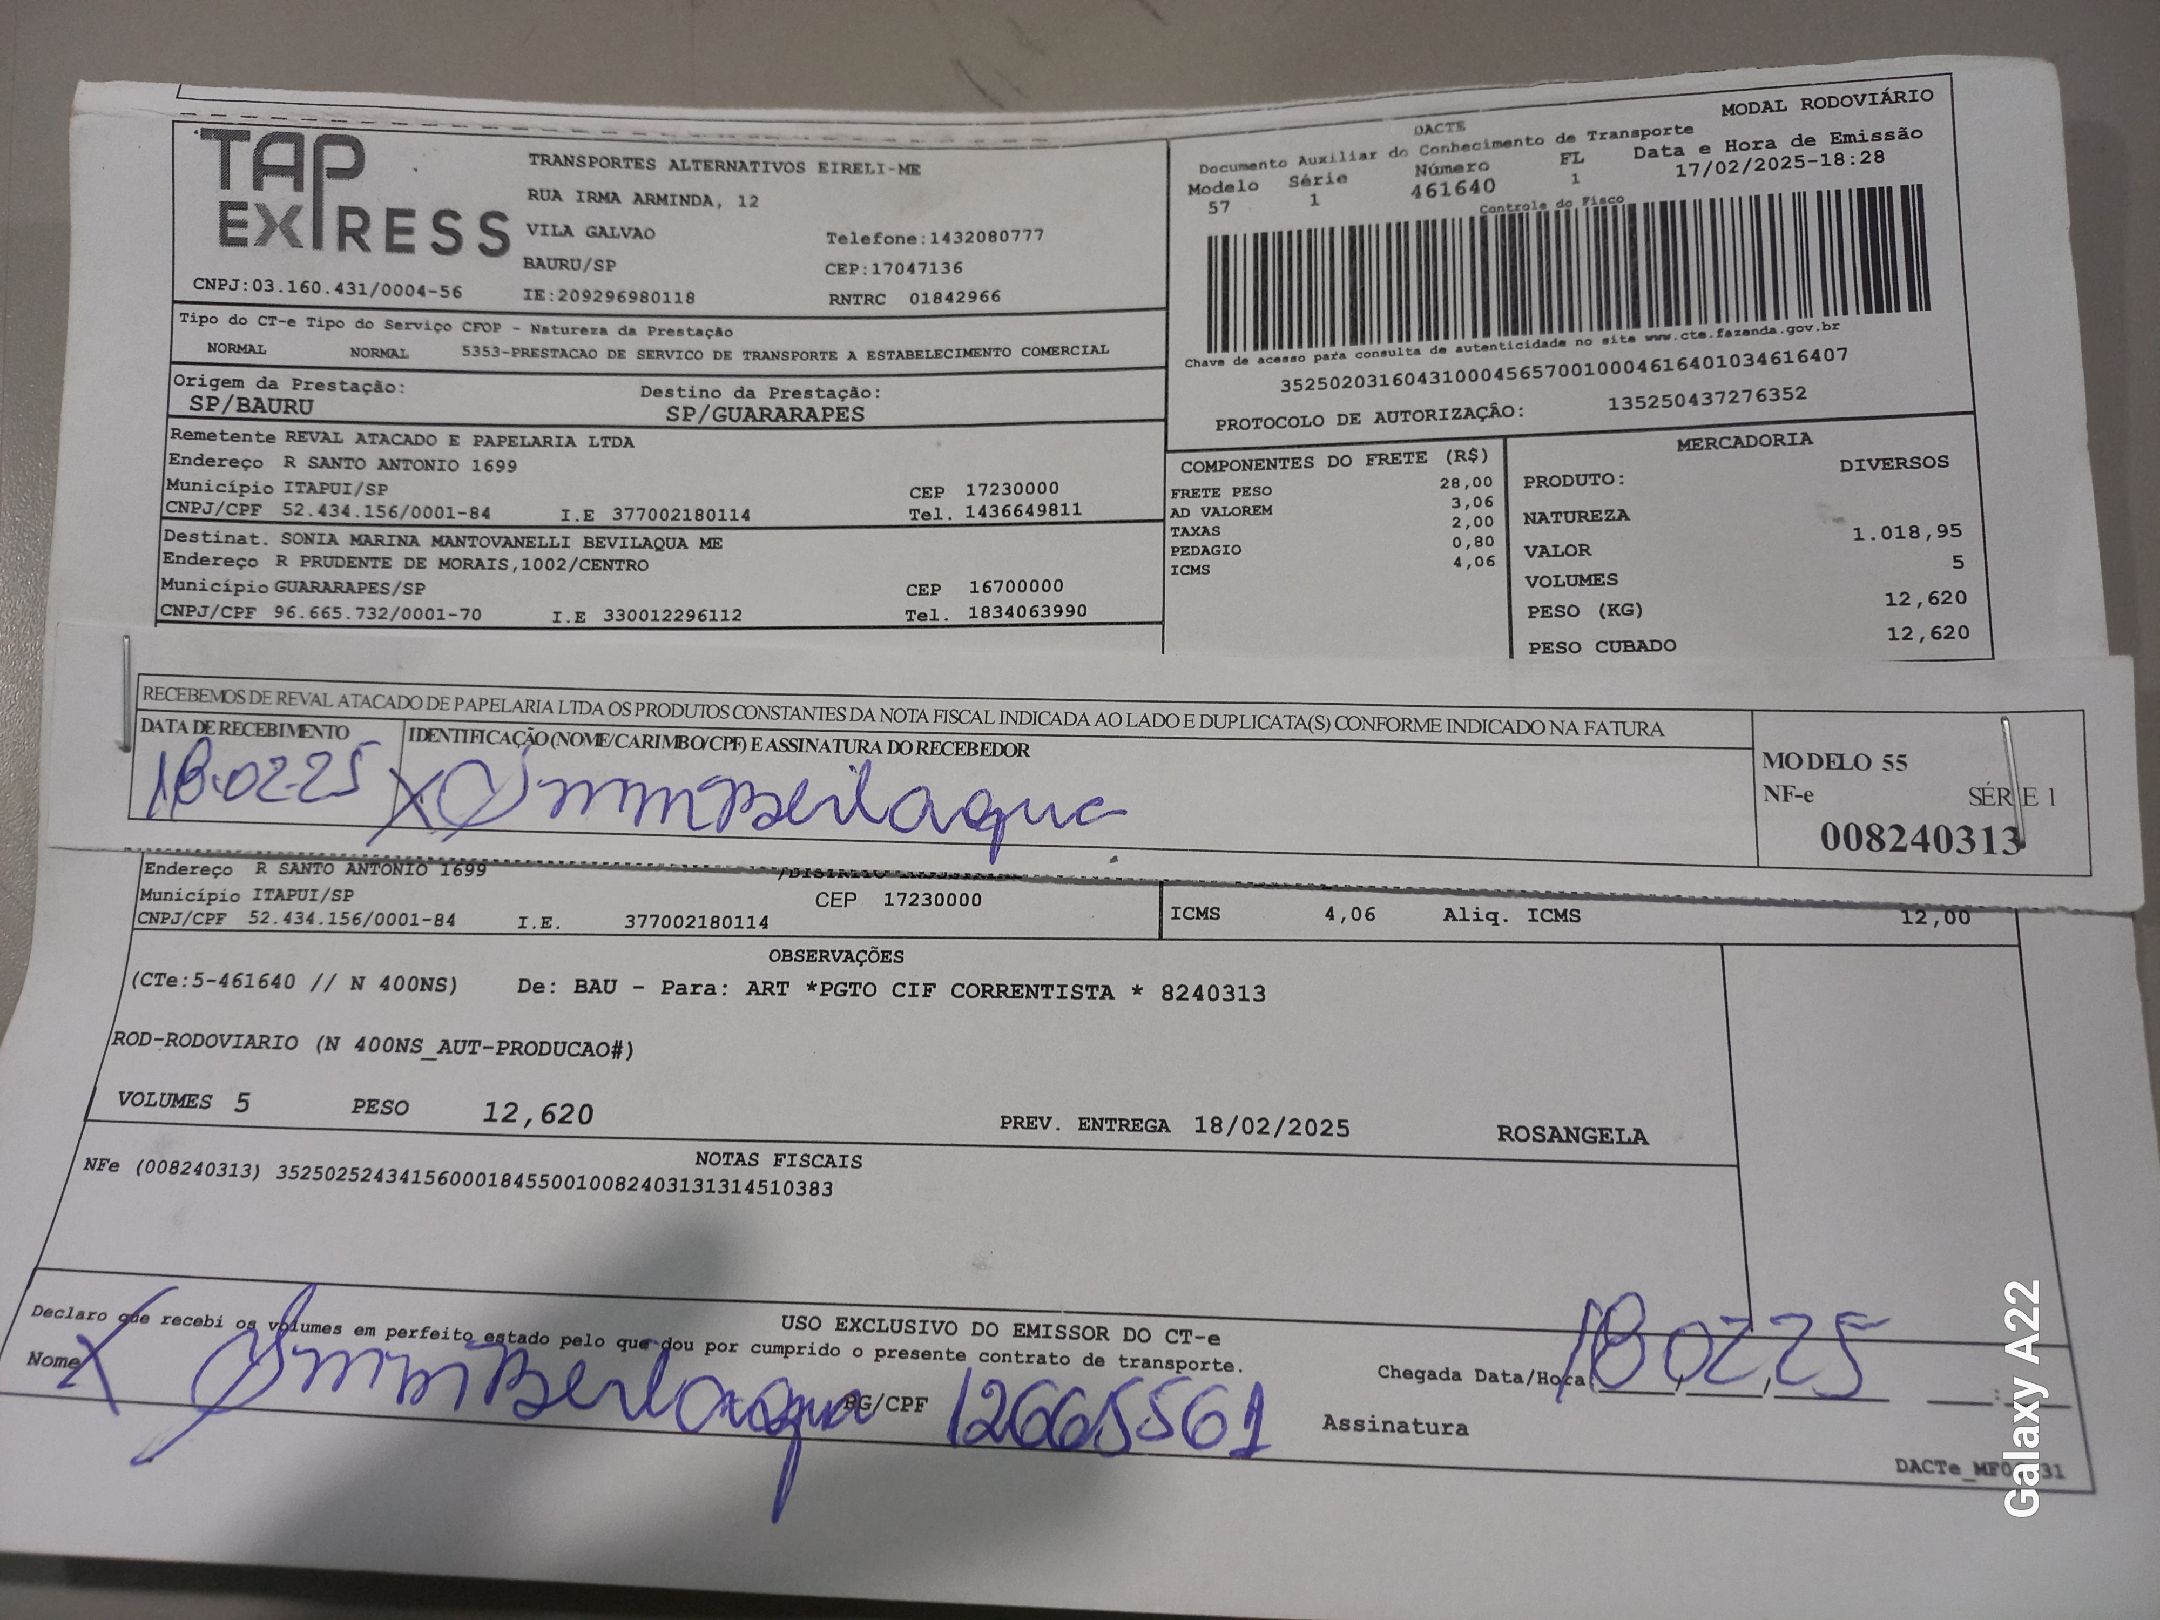 TAP EXPRESS
TRANSPORTES ALTERNATIVOS EIRELI-ME
RUA IRMA ARMINDA, 12
VILA GALVAO Telefone:1432080777
BAURU/SP CEP:17047136
CNPJ:03.160.431/0004-56 IE:209296980118 RNTRC 01842966
MODAL RODOVIÁRIO
DACTE
Documento Auxiliar do Conhecimento de Transporte
Modelo Série Número FL Data e Hora de Emissão
57 1 461640 1 17/02/2025-18:28
Controle do Fisco
Chave de acesso para consulta de autenticidade no site www.cte.fazenda.gov.br
35250203160431000456570010004616401034616407
PROTOCOLO DE AUTORIZAÇÃO: 135250437276352
Tipo do CT-e Tipo do Serviço CFOP - Natureza da Prestação
NORMAL NORMAL 5353-PRESTACAO DE SERVICO DE TRANSPORTE A ESTABELECIMENTO COMERCIAL
Origem da Prestação: Destino da Prestação:
SP/BAURU SP/GUARARAPES
Remetente REVAL ATACADO E PAPELARIA LTDA
Endereço R SANTO ANTONIO 1699
Município ITAPUI/SP CEP 17230000
CNPJ/CPF 52.434.156/0001-84 I.E 377002180114 Tel. 1436649811
Destinat. SONIA MARINA MANTOVANELLI BEVILAQUA ME
Endereço R PRUDENTE DE MORAIS,1002/CENTRO
Município GUARARAPES/SP CEP 16700000
CNPJ/CPF 96.665.732/0001-70 I.E 330012296112 Tel. 1834063990
COMPONENTES DO FRETE (R$)
FRETE PESO 28,00
AD VALOREM 3,06
TAXAS 2,00
PEDAGIO 0,80
ICMS 4,06
MERCADORIA
PRODUTO: DIVERSOS
NATUREZA
VALOR 1.018,95
VOLUMES 5
PESO (KG) 12,620
PESO CUBADO 12,620
RECEBEMOS DE REVAL ATACADO DE PAPELARIA LTDA OS PRODUTOS CONSTANTES DA NOTA FISCAL INDICADA AO LADO E DUPLICATA(S) CONFORME INDICADO NA FATURA
DATA DE RECEBIMENTO IDENTIFICAÇÃO (NOME/CARIMBO/CPF) E ASSINATURA DO RECEBEDOR
18.02.25 X
MODELO 55
NF-e SÉRIE 1
008240313
Endereço R SANTO ANTONIO 1699
Município ITAPUI/SP CEP 17230000
CNPJ/CPF 52.434.156/0001-84 I.E. 377002180114
ICMS 4,06 Aliq. ICMS 12,00
OBSERVAÇÕES
(CTe:5-461640 // N 400NS) De: BAU - Para: ART *PGTO CIF CORRENTISTA * 8240313
ROD-RODOVIARIO (N 400NS_AUT-PRODUCAO#)
VOLUMES 5 PESO 12,620 PREV. ENTREGA 18/02/2025 ROSANGELA
NOTAS FISCAIS
NFe (008240313) 35250252434156000184550010082403131314510383
USO EXCLUSIVO DO EMISSOR DO CT-e
Declaro que recebi os volumes em perfeito estado pelo que dou por cumprido o presente contrato de transporte.
Nome X RG/CPF 12665561 Chegada Data/Hora 18 02 25
Assinatura
Galaxy A22